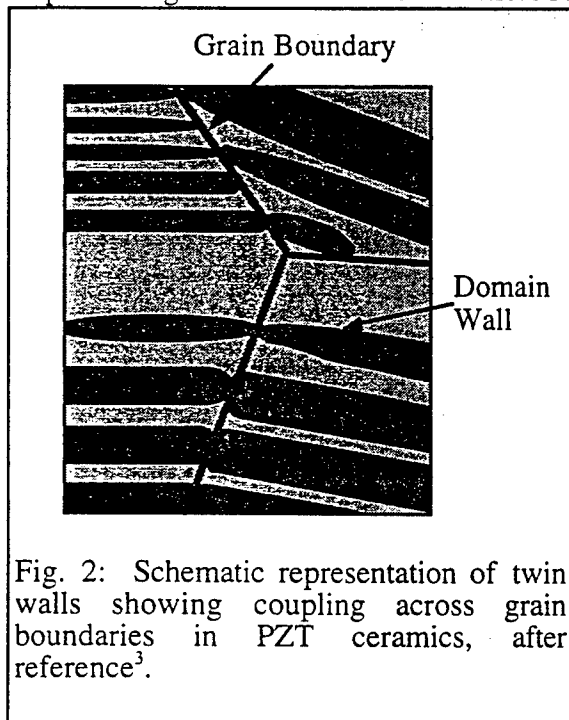 Grain Boundary
Domain
Wall
Fig. 2: Schematic representation of twin
walls showing coupling across grain
boundaries in PZT ceramics, after
reference³.